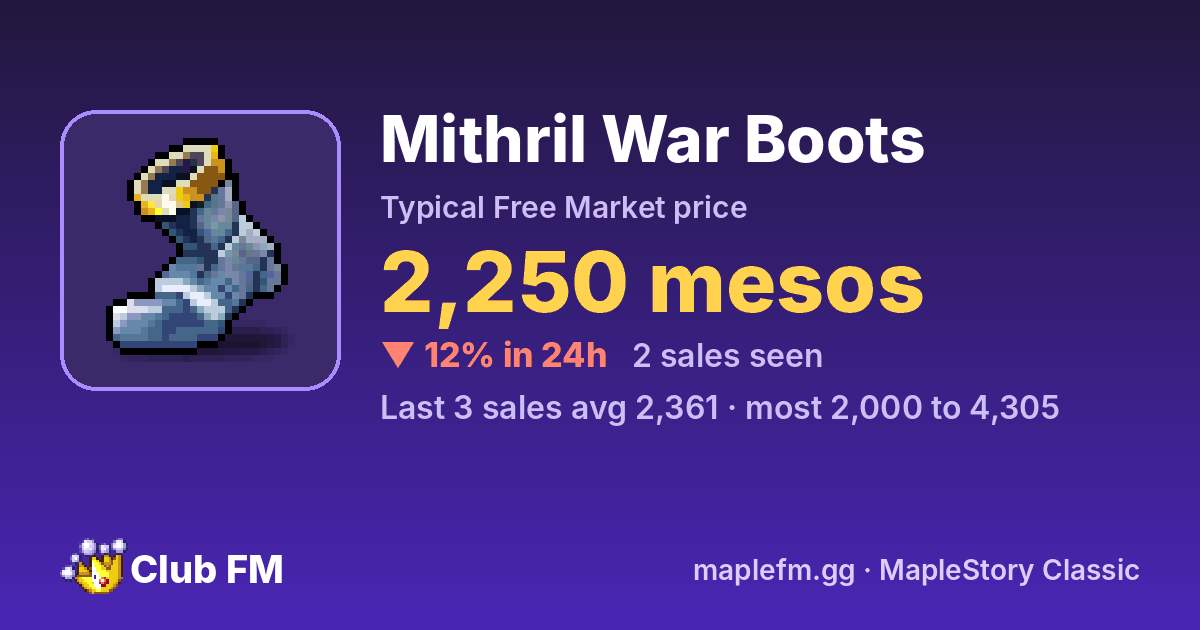 Mithril War Boots
Typical Free Market price
2,250 mesos
▼ 12% in 24h 2 sales seen
Last 3 sales avg 2,361 · most 2,000 to 4,305
Club FM
maplefm.gg · MapleStory Classic